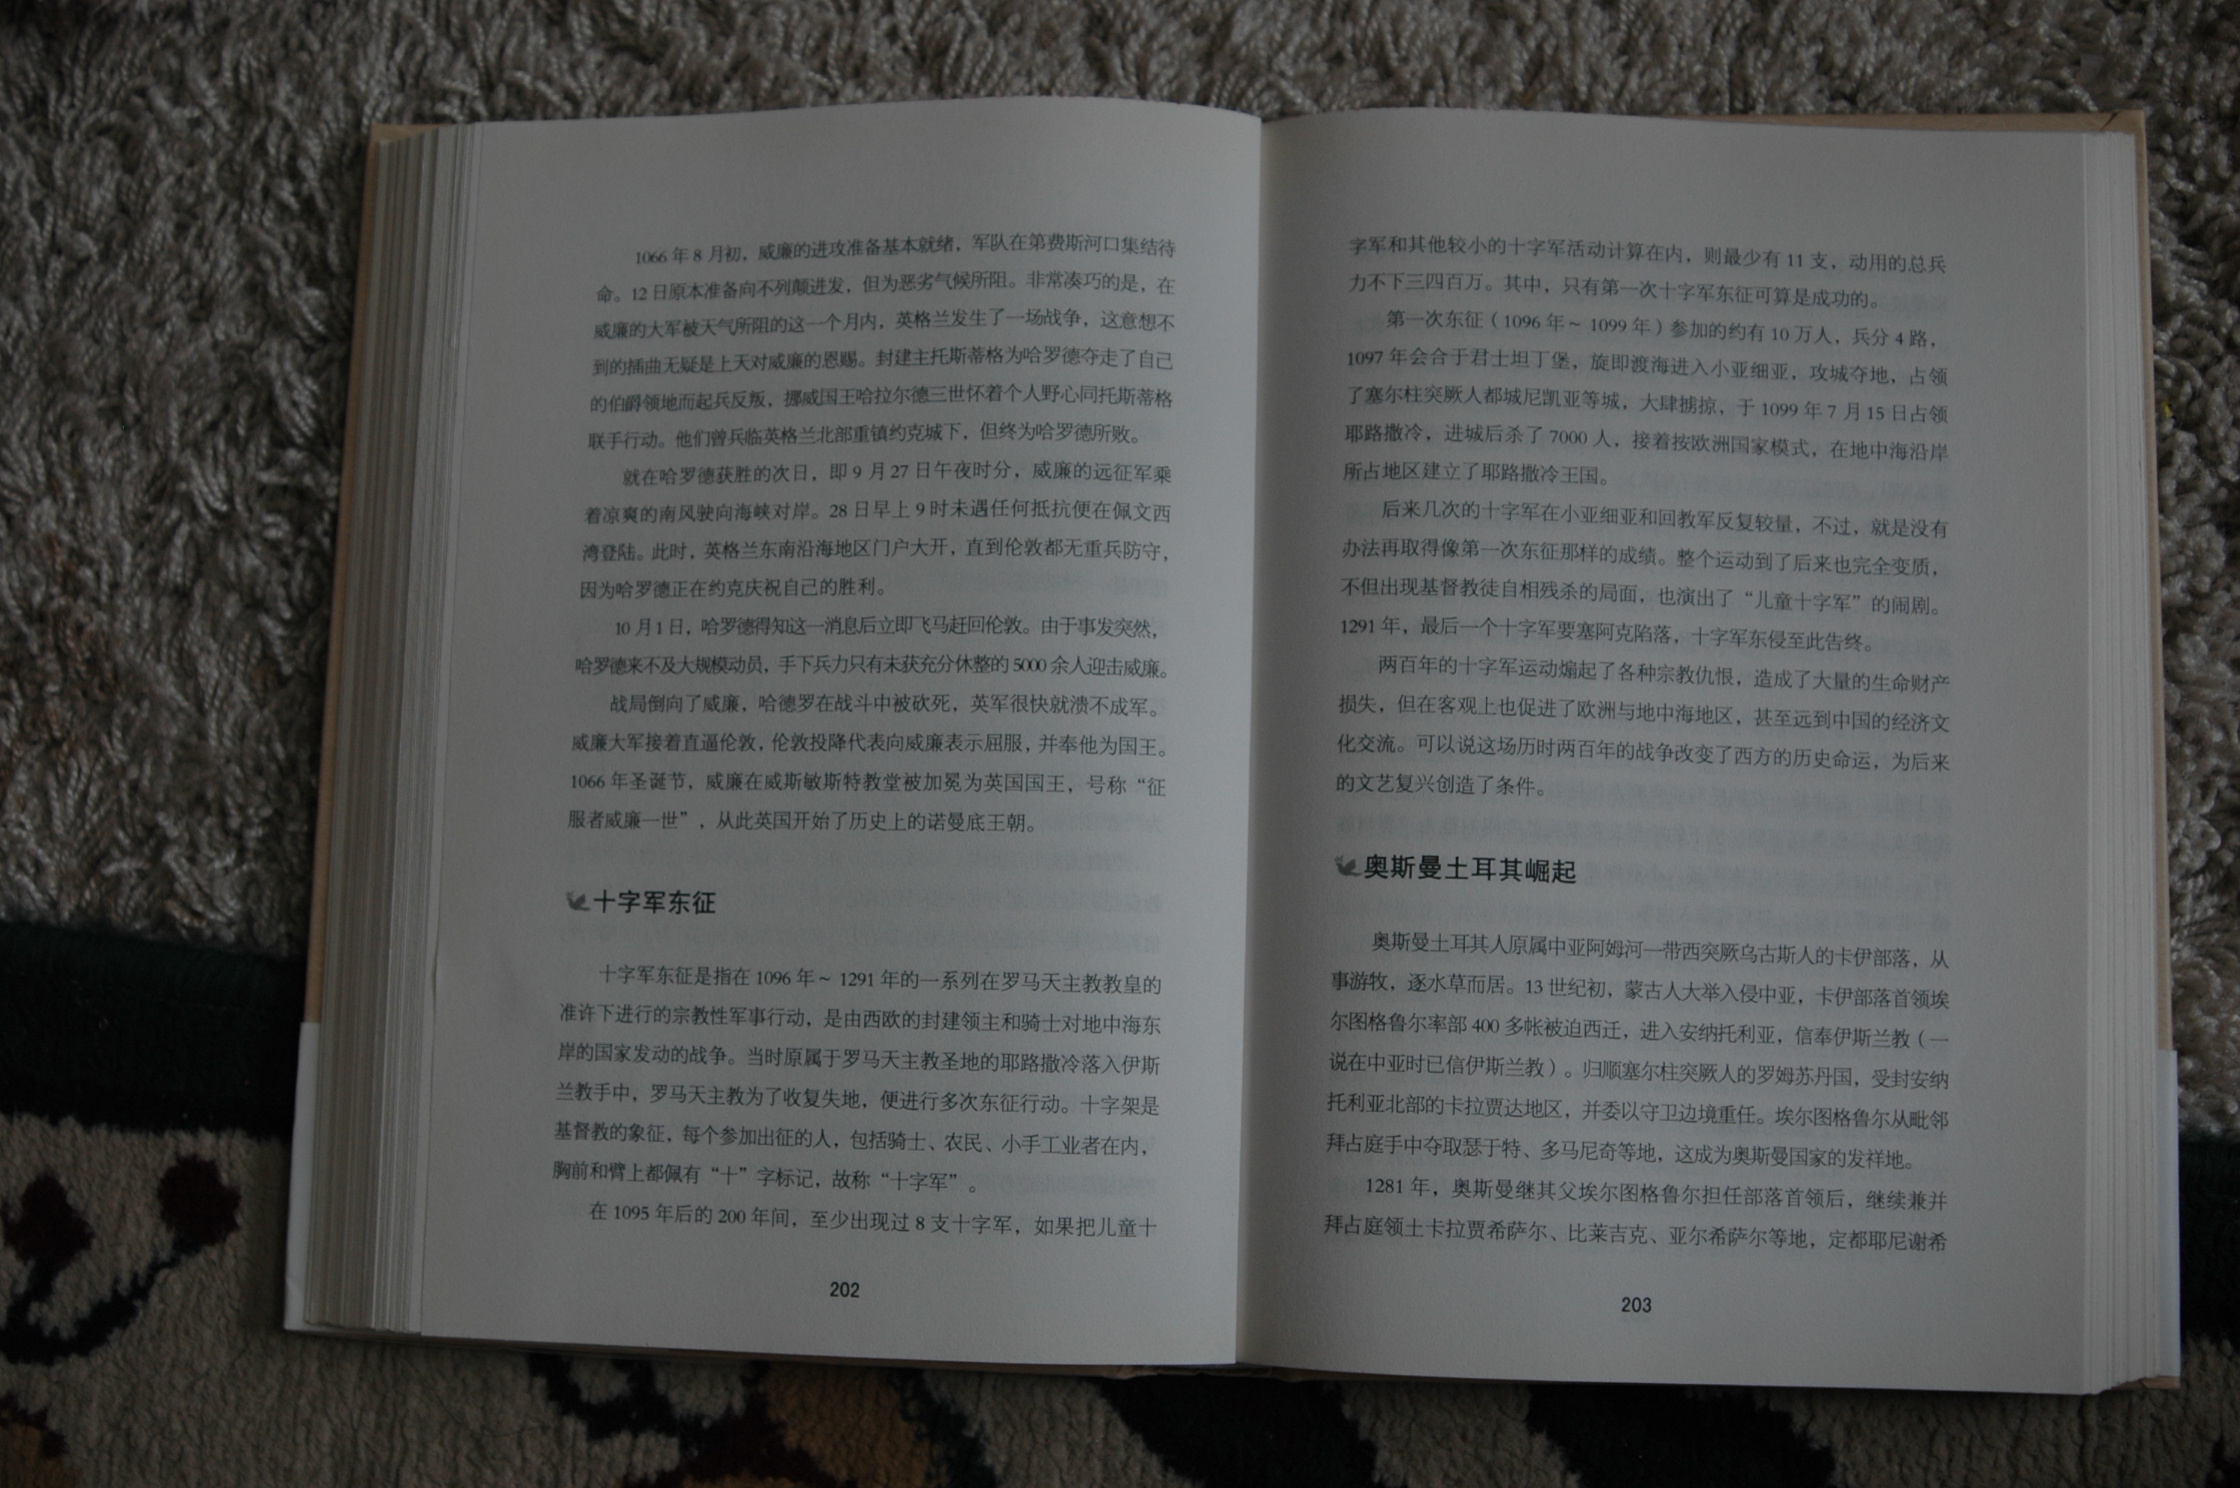 1066 年 8 月初，威廉的进攻准备基本就绪，军队在第费斯河口集结待
命。12 日原本准备向不列颠进发，但为恶劣气候所阻。非常凑巧的是，在
威廉的大军被天气所阻的这一个月内，英格兰发生了一场战争，这意想不
到的插曲无疑是上天对威廉的恩赐。封建主托斯蒂格为哈罗德夺走了自己
的伯爵领地而起兵反叛，挪威国王哈拉尔德三世怀着个人野心同托斯蒂格
联手行动。他们曾兵临英格兰北部重镇约克城下，但终为哈罗德所败。
就在哈罗德获胜的次日，即 9 月 27 日午夜时分，威廉的远征军乘
着凉爽的南风驶向海峡对岸。28 日早上 9 时未遇任何抵抗便在佩文西
湾登陆。此时，英格兰东南沿海地区门户大开，直到伦敦都无重兵防守，
因为哈罗德正在约克庆祝自己的胜利。
10 月 1 日，哈罗德得知这一消息后立即飞马赶回伦敦。由于事发突然，
哈罗德来不及大规模动员，手下兵力只有未获充分休整的 5000 余人迎击威廉。
战局倒向了威廉，哈德罗在战斗中被砍死，英军很快就溃不成军。
威廉大军接着直逼伦敦，伦敦投降代表向威廉表示屈服，并奉他为国王。
1066 年圣诞节，威廉在威斯敏斯特教堂被加冕为英国国王，号称“征
服者威廉一世”，从此英国开始了历史上的诺曼底王朝。
十字军东征
十字军东征是指在 1096 年～ 1291 年的一系列在罗马天主教教皇的
准许下进行的宗教性军事行动，是由西欧的封建领主和骑士对地中海东
岸的国家发动的战争。当时原属于罗马天主教圣地的耶路撒冷落入伊斯
兰教手中，罗马天主教为了收复失地，便进行多次东征行动。十字架是
基督教的象征，每个参加出征的人，包括骑士、农民、小手工业者在内，
胸前和臂上都佩有“十”字标记，故称“十字军”。
在 1095 年后的 200 年间，至少出现过 8 支十字军，如果把儿童十
202
字军和其他较小的十字军活动计算在内，则最少有 11 支，动用的总兵
力不下三四百万。其中，只有第一次十字军东征可算是成功的。
第一次东征（1096 年～ 1099 年）参加的约有 10 万人，兵分 4 路，
1097 年会合于君士坦丁堡，旋即渡海进入小亚细亚，攻城夺地，占领
了塞尔柱突厥人都城尼凯亚等城，大肆掳掠，于 1099 年 7 月 15 日占领
耶路撒冷，进城后杀了 7000 人，接着按欧洲国家模式，在地中海沿岸
所占地区建立了耶路撒冷王国。
后来几次的十字军在小亚细亚和回教军反复较量，不过，就是没有
办法再取得像第一次东征那样的成绩。整个运动到了后来也完全变质，
不但出现基督教徒自相残杀的局面，也演出了“儿童十字军”的闹剧。
1291 年，最后一个十字军要塞阿克陷落，十字军东侵至此告终。
两百年的十字军运动煽起了各种宗教仇恨，造成了大量的生命财产
损失，但在客观上也促进了欧洲与地中海地区，甚至远到中国的经济文
化交流。可以说这场历时两百年的战争改变了西方的历史命运，为后来
的文艺复兴创造了条件。
奥斯曼土耳其崛起
奥斯曼土耳其人原属中亚阿姆河一带西突厥乌古斯人的卡伊部落，从
事游牧，逐水草而居。13 世纪初，蒙古人大举入侵中亚，卡伊部落首领埃
尔图格鲁尔率部 400 多帐被迫西迁，进入安纳托利亚，信奉伊斯兰教（一
说在中亚时已信伊斯兰教）。归顺塞尔柱突厥人的罗姆苏丹国，受封安纳
托利亚北部的卡拉贾达地区，并委以守卫边境重任。埃尔图格鲁尔从毗邻
拜占庭手中夺取瑟于特、多马尼奇等地，这成为奥斯曼国家的发祥地。
1281 年，奥斯曼继其父埃尔图格鲁尔担任部落首领后，继续兼并
拜占庭领土卡拉贾希萨尔、比莱吉克、亚尔希萨尔等地，定都耶尼谢希
203